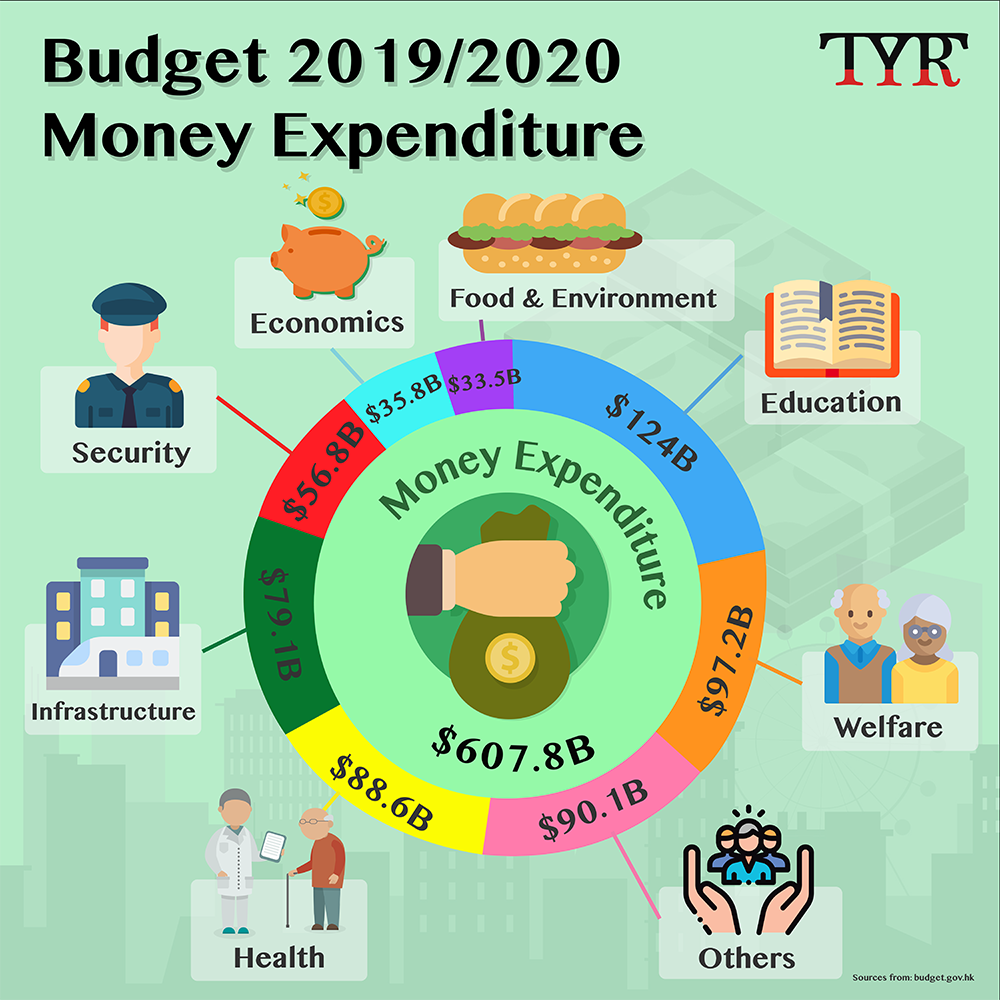 Budget 2019/2020
Money Expenditure
TYR
Economics
Food & Environment
Security
Education
Infrastructure
Welfare
Health
Others
$35.8B
$33.5B
$124B
$56.8B
$79.1B
$97.2B
$88.6B
$90.1B
Money Expenditure
$
$
$607.8B
Sources from: budget.gov.hk